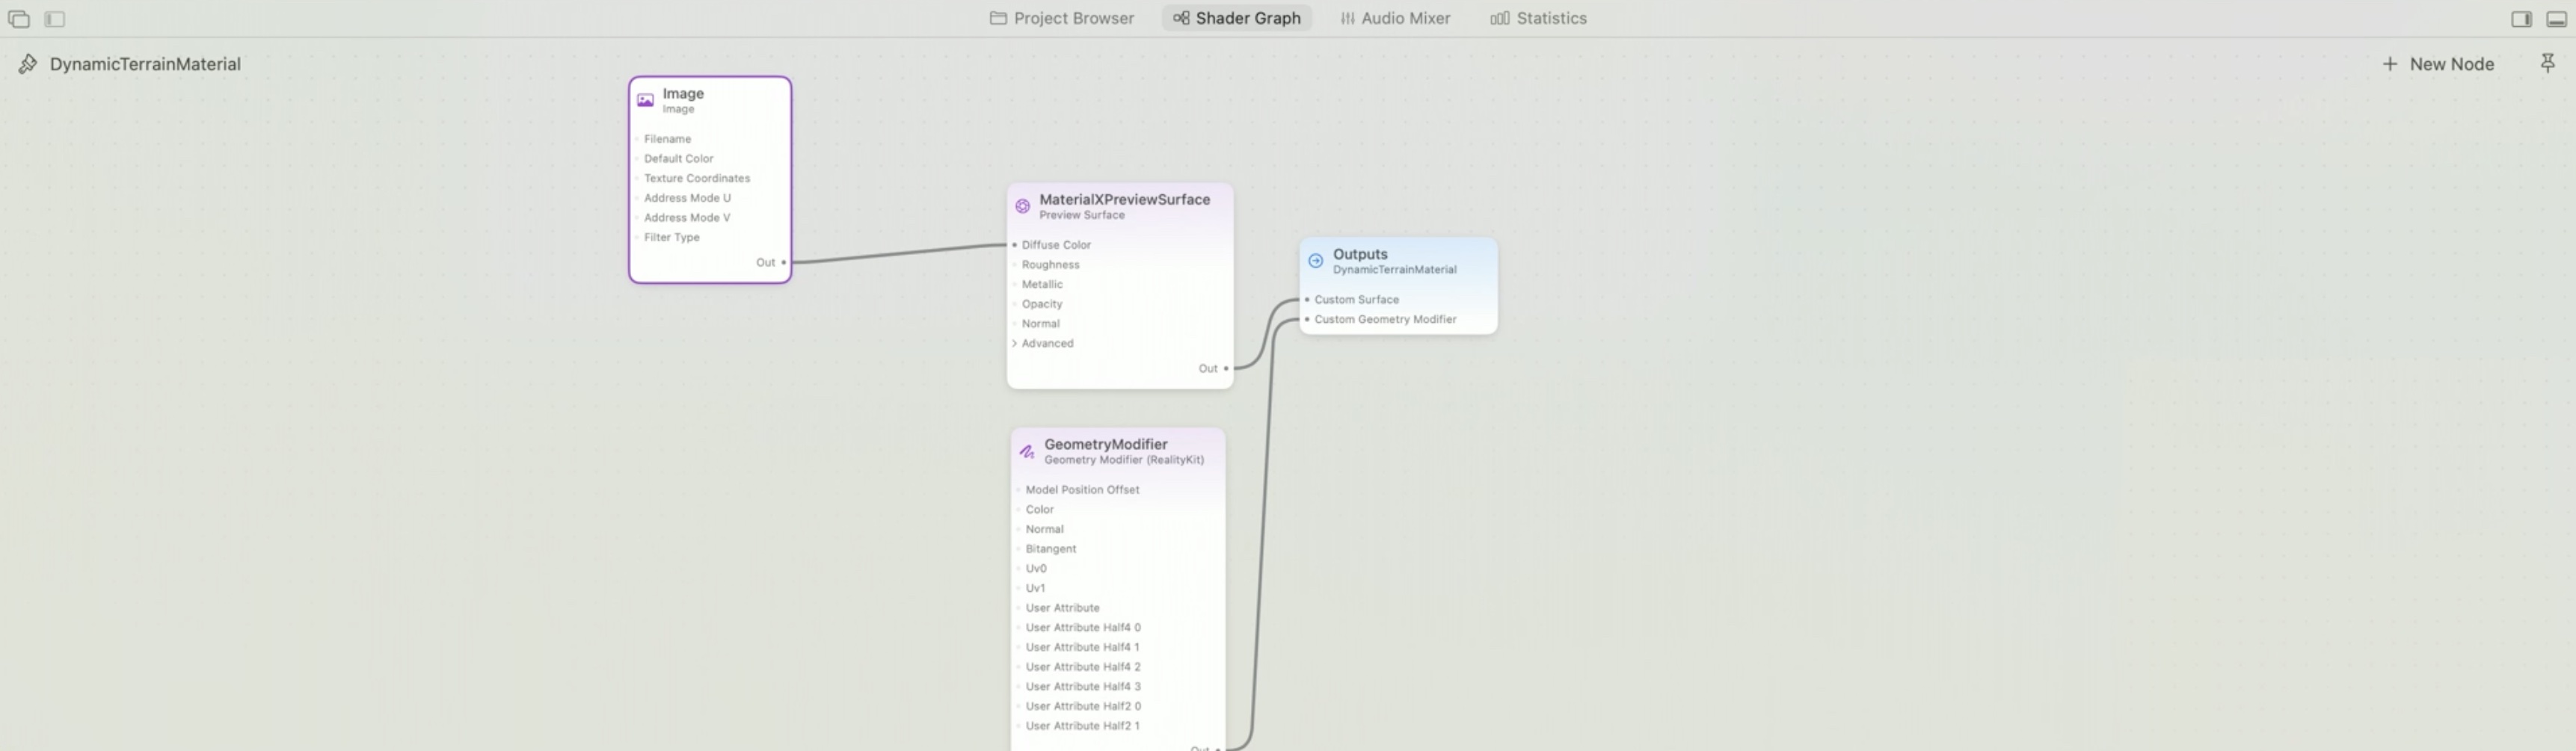 Project Browser
Shader Graph
Audio Mixer
Statistics
DynamicTerrainMaterial
New Node
Image
Image
Filename
Default Color
Texture Coordinates
Address Mode U
Address Mode V
Filter Type
Out
MaterialXPreviewSurface
Preview Surface
Diffuse Color
Roughness
Metallic
Opacity
Normal
Advanced
Out
Outputs
DynamicTerrainMaterial
Custom Surface
Custom Geometry Modifier
GeometryModifier
Geometry Modifier (RealityKit)
Model Position Offset
Color
Normal
Bitangent
Uv0
Uv1
User Attribute
User Attribute Half4 0
User Attribute Half4 1
User Attribute Half4 2
User Attribute Half4 3
User Attribute Half2 0
User Attribute Half2 1
Out